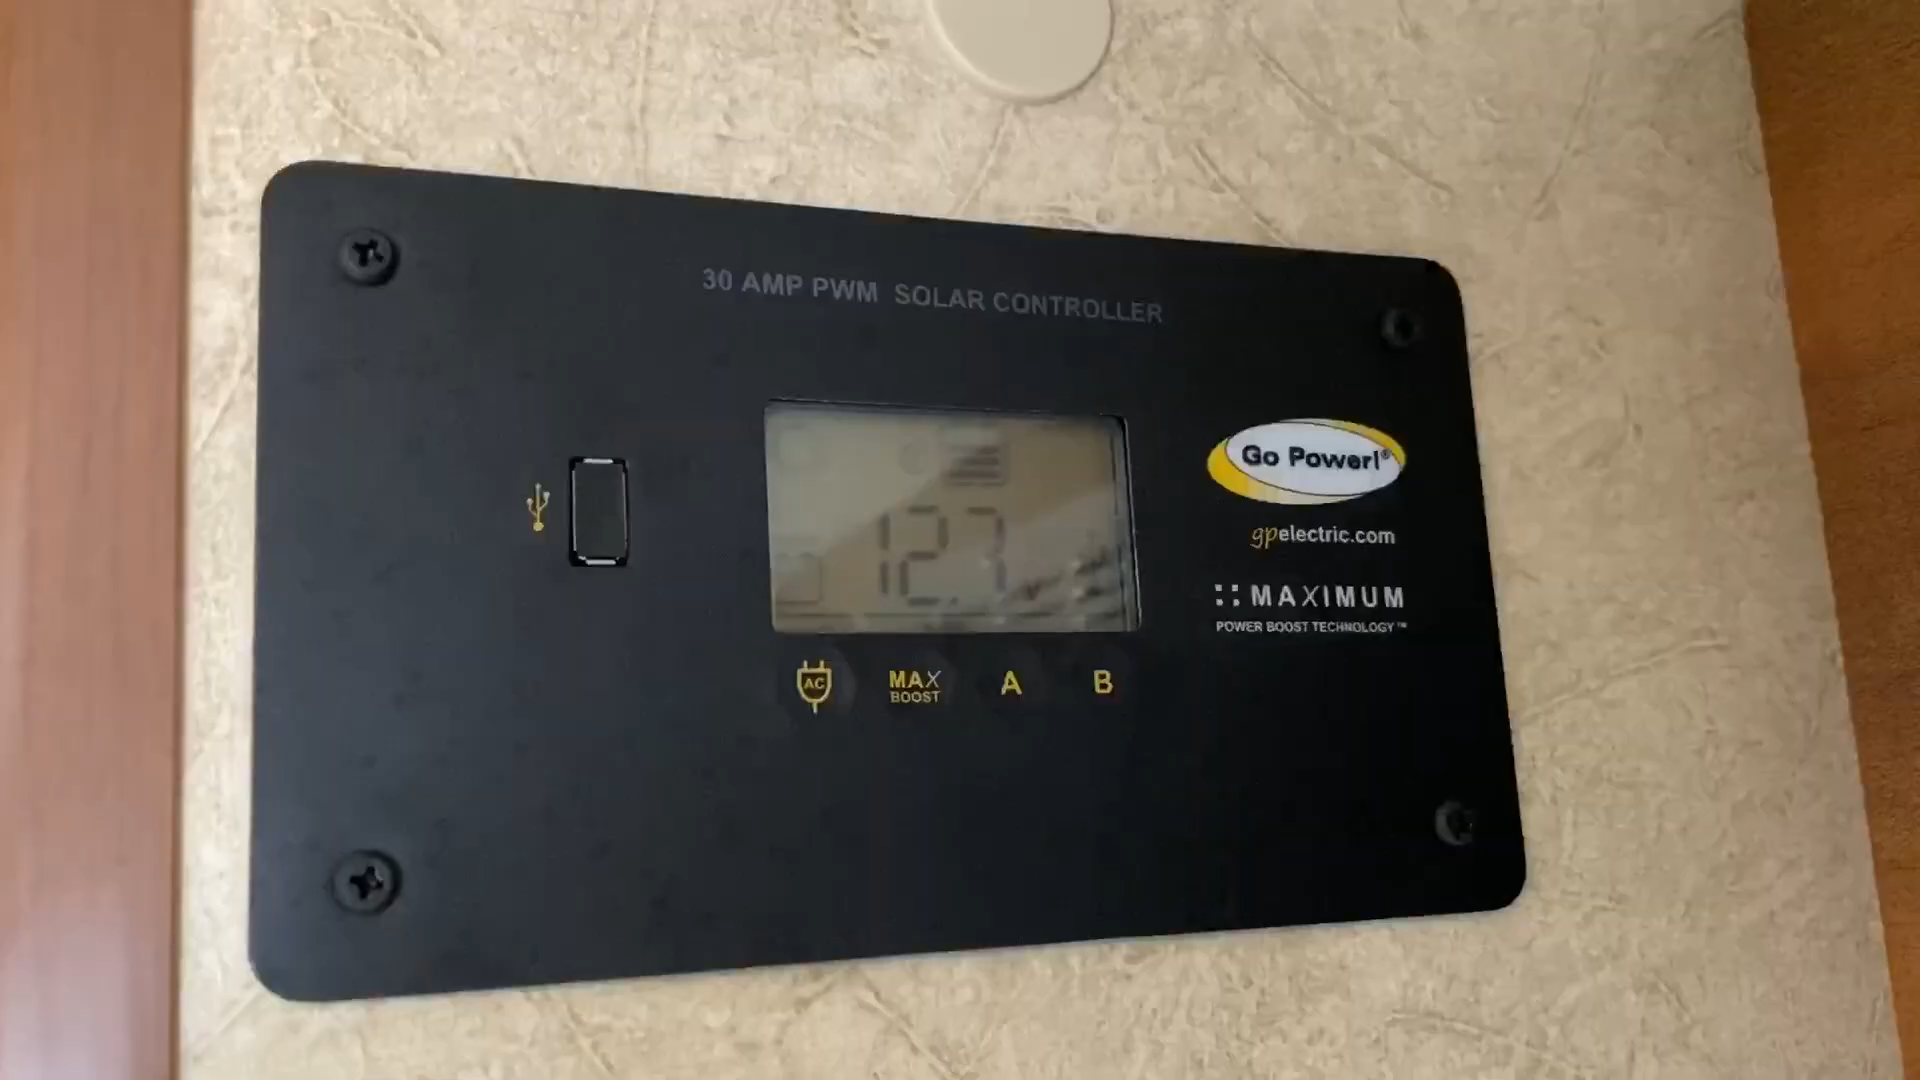 30 AMP PWM SOLAR CONTROLLER
Go Power!®
gpelectric.com
MAXIMUM
POWER BOOST TECHNOLOGY™
12.7
AC
MAX
BOOST
A
B